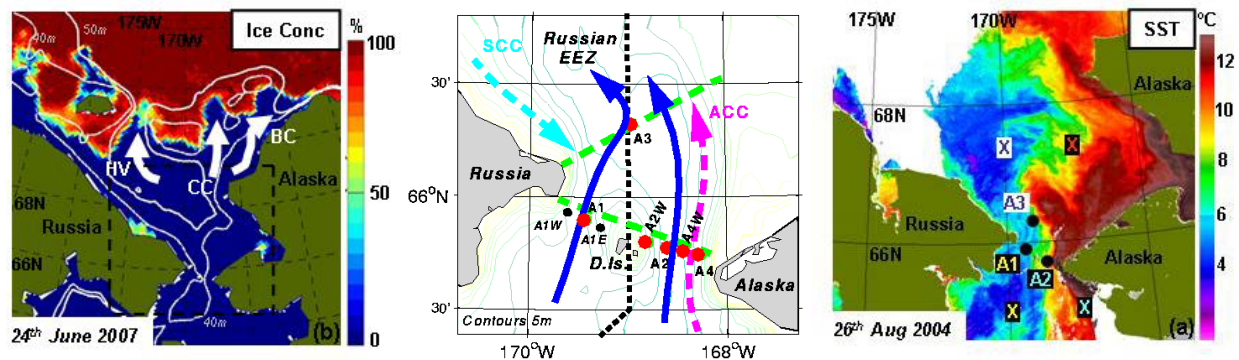 175W
170W
Ice Conc
%
100
50
0
40m
50m
HV
CC
BC
Alaska
68N
Russia
66N
40m
24th June 2007
(b)
SCC
Russian
EEZ
30'
ACC
A3
Russia
66°N
A1
A1W
A1E
A2W
A4W
A2
A4
D.Is.
Alaska
30'
Contours 5m
170°W
168°W
175W
170W
SST
°C
12
10
8
6
4
2
Alaska
68N
X
X
A3
Russia
66N
A1
A2
X
X
26th Aug 2004
(a)